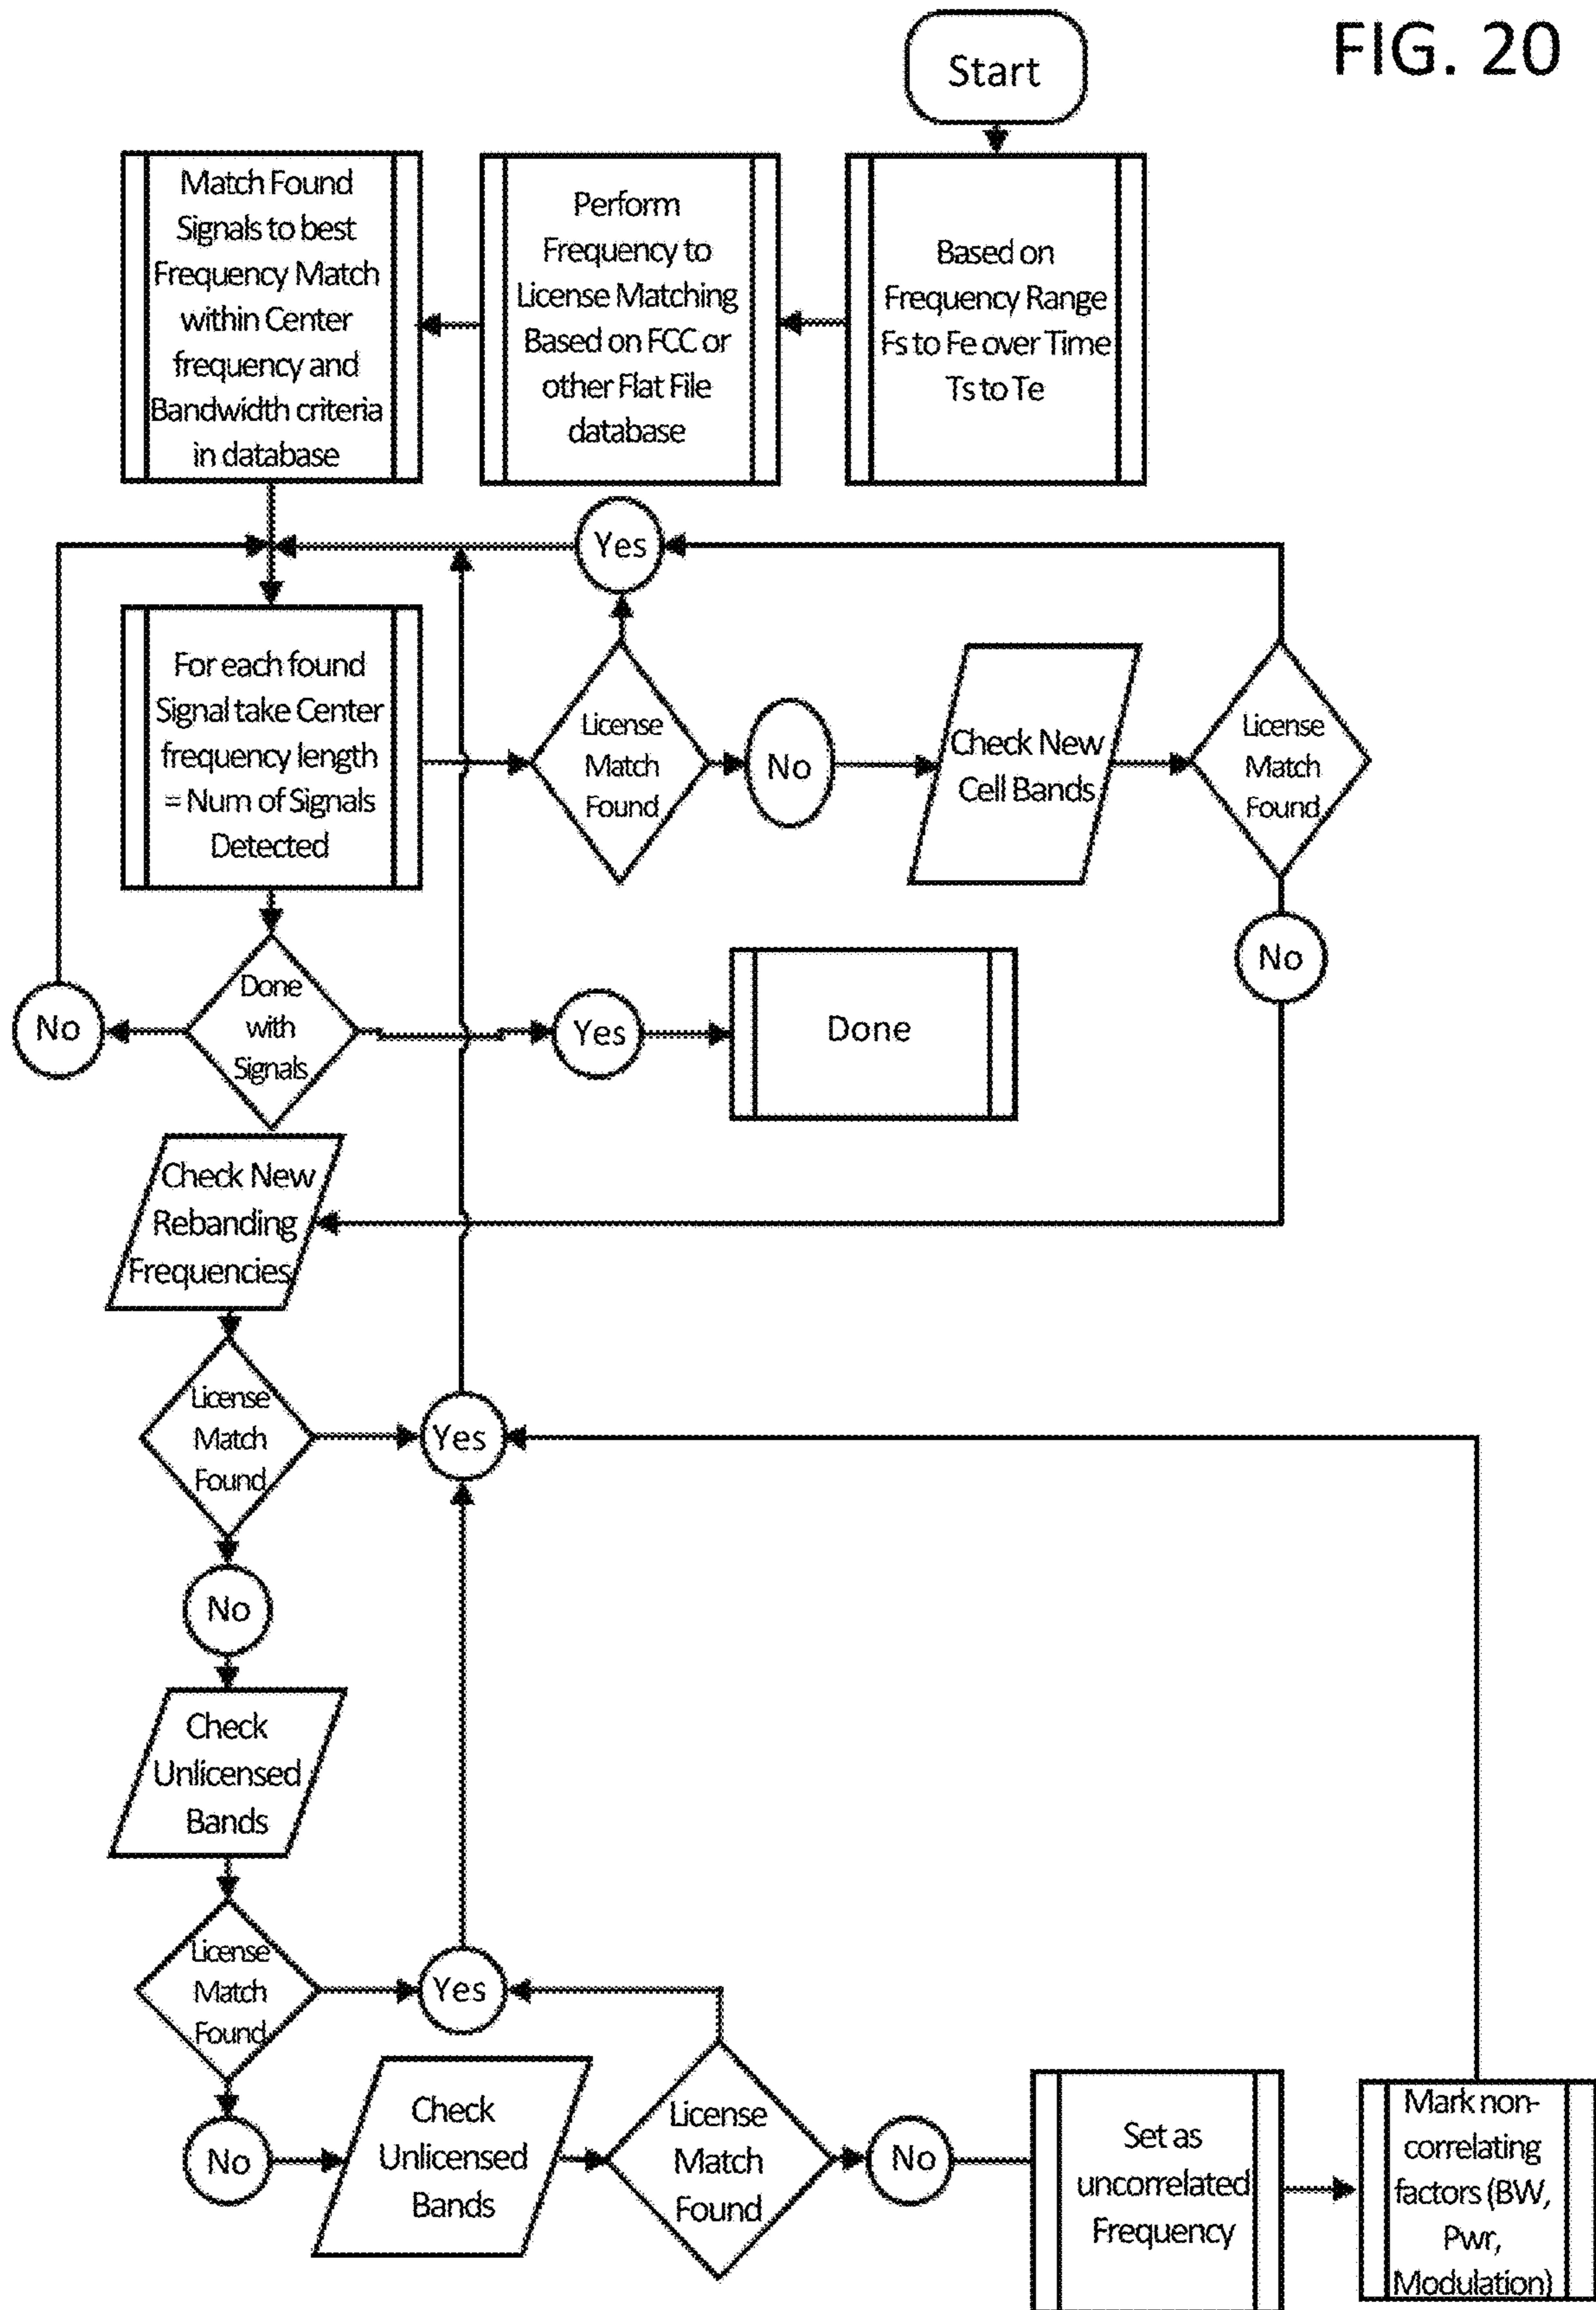 FIG. 20
Start
Based on
Frequency Range
Fs to Fe over Time
Ts to Te
Perform
Frequency to
License Matching
Based on FCC or
other Flat File
database
Match Found
Signals to best
Frequency Match
within Center
frequency and
Bandwidth criteria
in database
Yes
For each found
Signal take Center
frequency length
= Num of Signals
Detected
License
Match
Found
No
Check New
Cell Bands
License
Match
Found
No
Done
with
Signals
No
Yes
Done
Check New
Rebanding
Frequencies
License
Match
Found
Yes
No
Check
Unlicensed
Bands
License
Match
Found
Yes
No
Check
Unlicensed
Bands
License
Match
Found
No
Set as
uncorrelated
Frequency
Mark non-
correlating
factors (BW,
Pwr,
Modulation)